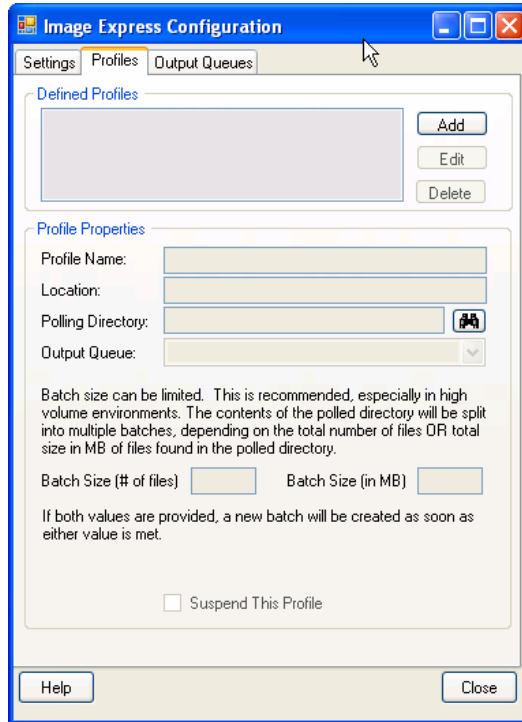 Image Express Configuration
Settings
Profiles
Output Queues
Defined Profiles
Add
Edit
Delete
Profile Properties
Profile Name:
Location:
Polling Directory:
Output Queue:
Batch size can be limited.  This is recommended, especially in high
volume environments. The contents of the polled directory will be split
into multiple batches, depending on the total number of files OR total
size in MB of files found in the polled directory.
Batch Size (# of files)
Batch Size (in MB)
If both values are provided, a new batch will be created as soon as
either value is met.
Suspend This Profile
Help
Close